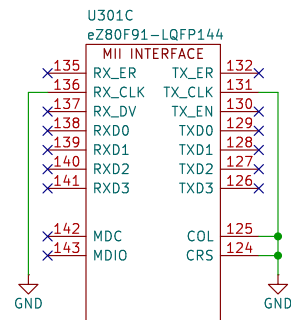 U301C
eZ80F91-LQFP144
MII INTERFACE
135 RX_ER TX_ER 132
136 RX_CLK TX_CLK 131
137 RX_DV TX_EN 130
138 RXD0 TXD0 129
139 RXD1 TXD1 128
140 RXD2 TXD2 127
141 RXD3 TXD3 126
142 MDC COL 125
143 MDIO CRS 124
GND GND